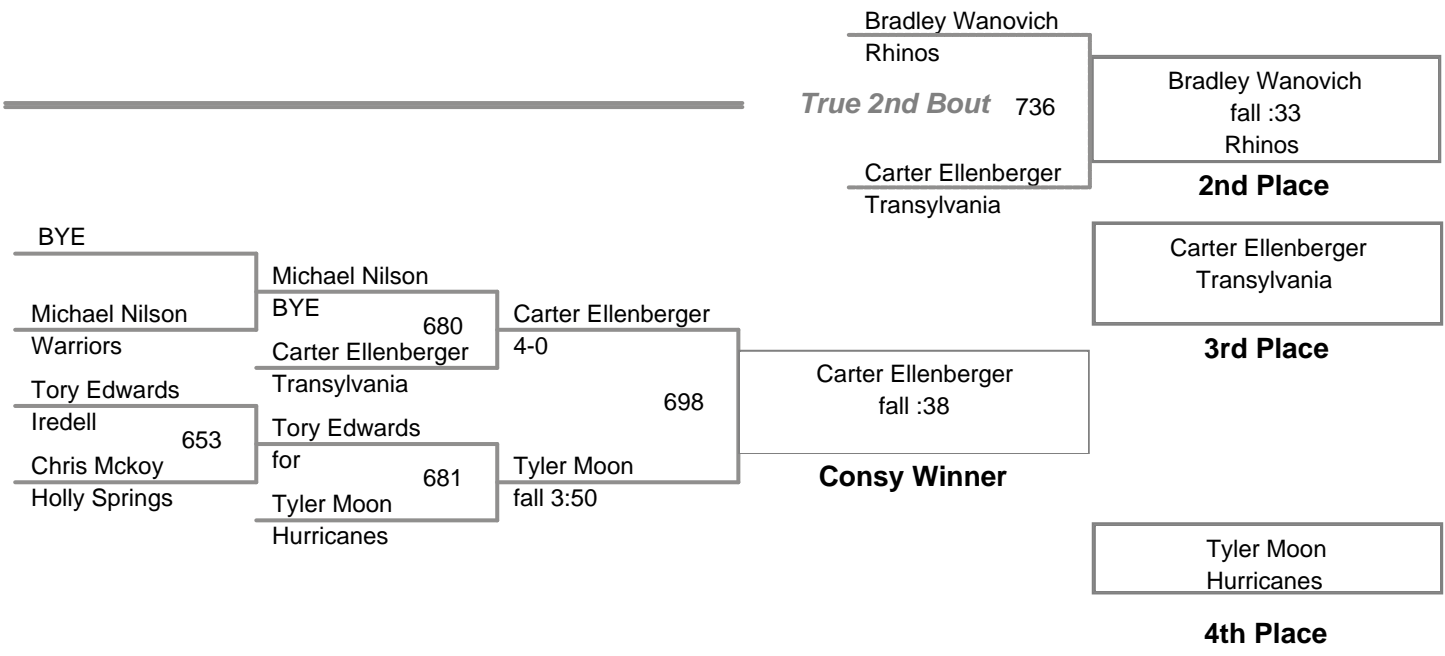 Bradley Wanovich
Rhinos
True 2nd Bout 736
Carter Ellenberger
Transylvania
Bradley Wanovich
fall :33
Rhinos
2nd Place
Carter Ellenberger
Transylvania
3rd Place
BYE
Michael Nilson
Warriors
Tory Edwards
Iredell
653
Chris Mckoy
Holly Springs
Michael Nilson
BYE
680
Carter Ellenberger
Transylvania
Tory Edwards
for
681
Tyler Moon
Hurricanes
Carter Ellenberger
4-0
698
Tyler Moon
fall 3:50
Carter Ellenberger
fall :38
Consy Winner
Tyler Moon
Hurricanes
4th Place